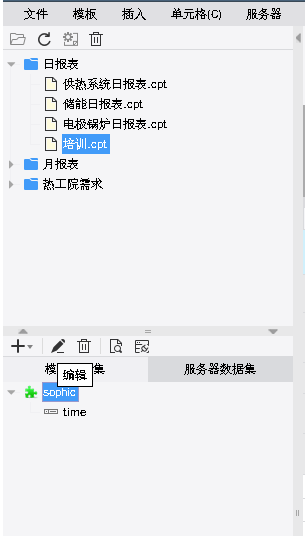 文件 模板 插入 单元格(C) 服务器
日报表
供热系统日报表.cpt
储能日报表.cpt
电极锅炉日报表.cpt
培训.cpt
月报表
热工院需求
编辑
服务器数据集
sophic
time